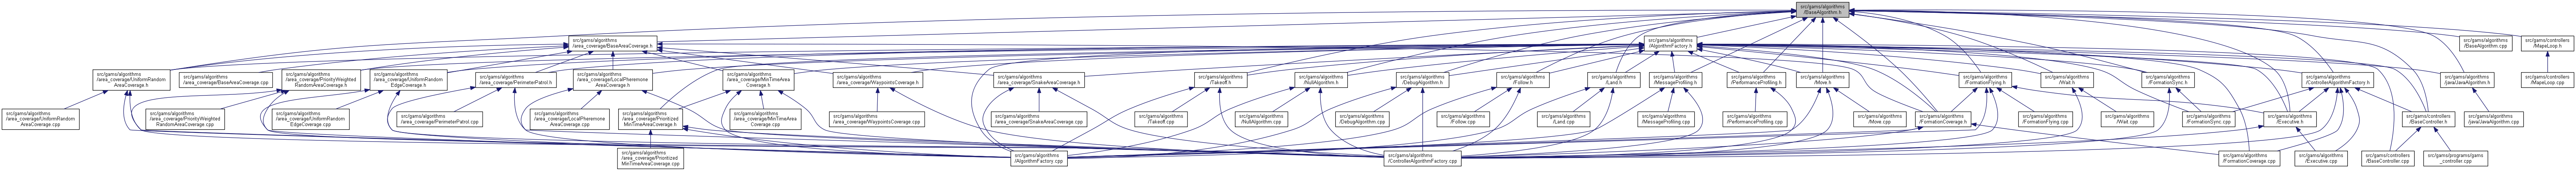 src/gams/algorithms
/BaseAlgorithm.h
src/gams/algorithms
/area_coverage/BaseAreaCoverage.h
src/gams/algorithms
/AlgorithmFactory.h
src/gams/algorithms
/BaseAlgorithm.cpp
src/gams/controllers
/MapeLoop.h
src/gams/algorithms
/area_coverage/UniformRandom
AreaCoverage.h
src/gams/algorithms
/area_coverage/BaseAreaCoverage.cpp
src/gams/algorithms
/area_coverage/PriorityWeighted
RandomAreaCoverage.h
src/gams/algorithms
/area_coverage/UniformRandom
EdgeCoverage.h
src/gams/algorithms
/area_coverage/PerimeterPatrol.h
src/gams/algorithms
/area_coverage/LocalPheremone
AreaCoverage.h
src/gams/algorithms
/area_coverage/MinTimeArea
Coverage.h
src/gams/algorithms
/area_coverage/WaypointsCoverage.h
src/gams/algorithms
/area_coverage/SnakeAreaCoverage.h
src/gams/algorithms
/Takeoff.h
src/gams/algorithms
/NullAlgorithm.h
src/gams/algorithms
/DebugAlgorithm.h
src/gams/algorithms
/Follow.h
src/gams/algorithms
/Land.h
src/gams/algorithms
/MessageProfiling.h
src/gams/algorithms
/PerformanceProfiling.h
src/gams/algorithms
/Move.h
src/gams/algorithms
/FormationFlying.h
src/gams/algorithms
/Wait.h
src/gams/algorithms
/FormationSync.h
src/gams/algorithms
/ControllerAlgorithmFactory.h
src/gams/algorithms
/java/JavaAlgorithm.h
src/gams/controllers
/MapeLoop.cpp
src/gams/algorithms
/area_coverage/UniformRandom
AreaCoverage.cpp
src/gams/algorithms
/area_coverage/PriorityWeighted
RandomAreaCoverage.cpp
src/gams/algorithms
/area_coverage/UniformRandom
EdgeCoverage.cpp
src/gams/algorithms
/area_coverage/PerimeterPatrol.cpp
src/gams/algorithms
/area_coverage/LocalPheremone
AreaCoverage.cpp
src/gams/algorithms
/area_coverage/Prioritized
MinTimeAreaCoverage.h
src/gams/algorithms
/area_coverage/MinTimeArea
Coverage.cpp
src/gams/algorithms
/area_coverage/WaypointsCoverage.cpp
src/gams/algorithms
/area_coverage/SnakeAreaCoverage.cpp
src/gams/algorithms
/Takeoff.cpp
src/gams/algorithms
/NullAlgorithm.cpp
src/gams/algorithms
/DebugAlgorithm.cpp
src/gams/algorithms
/Follow.cpp
src/gams/algorithms
/Land.cpp
src/gams/algorithms
/MessageProfiling.cpp
src/gams/algorithms
/PerformanceProfiling.cpp
src/gams/algorithms
/Move.cpp
src/gams/algorithms
/FormationCoverage.h
src/gams/algorithms
/FormationFlying.cpp
src/gams/algorithms
/Wait.cpp
src/gams/algorithms
/FormationSync.cpp
src/gams/algorithms
/Executive.h
src/gams/controllers
/BaseController.h
src/gams/algorithms
/java/JavaAlgorithm.cpp
src/gams/algorithms
/area_coverage/Prioritized
MinTimeAreaCoverage.cpp
src/gams/algorithms
/AlgorithmFactory.cpp
src/gams/algorithms
/ControllerAlgorithmFactory.cpp
src/gams/algorithms
/FormationCoverage.cpp
src/gams/algorithms
/Executive.cpp
src/gams/controllers
/BaseController.cpp
src/gams/programs/gams
_controller.cpp